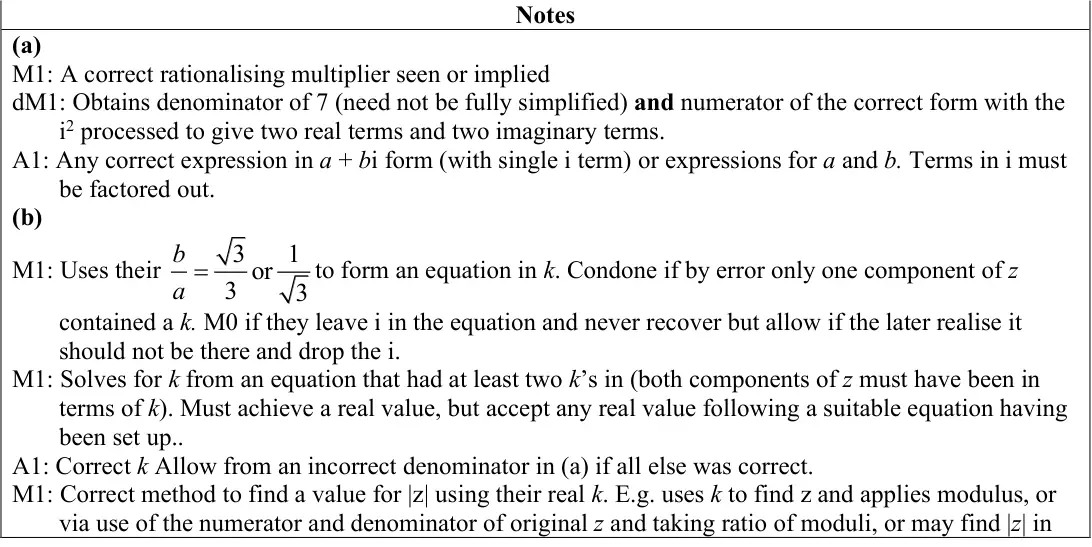 Notes
(a)
M1: A correct rationalising multiplier seen or implied
dM1: Obtains denominator of 7 (need not be fully simplified) and numerator of the correct form with the
i² processed to give two real terms and two imaginary terms.
A1: Any correct expression in a + bi form (with single i term) or expressions for a and b. Terms in i must
be factored out.
(b)
M1: Uses their b/a = √3/3 or 1/√3 to form an equation in k. Condone if by error only one component of z
contained a k. M0 if they leave i in the equation and never recover but allow if the later realise it
should not be there and drop the i.
M1: Solves for k from an equation that had at least two k’s in (both components of z must have been in
terms of k). Must achieve a real value, but accept any real value following a suitable equation having
been set up..
A1: Correct k Allow from an incorrect denominator in (a) if all else was correct.
M1: Correct method to find a value for |z| using their real k. E.g. uses k to find z and applies modulus, or
via use of the numerator and denominator of original z and taking ratio of moduli, or may find |z| in